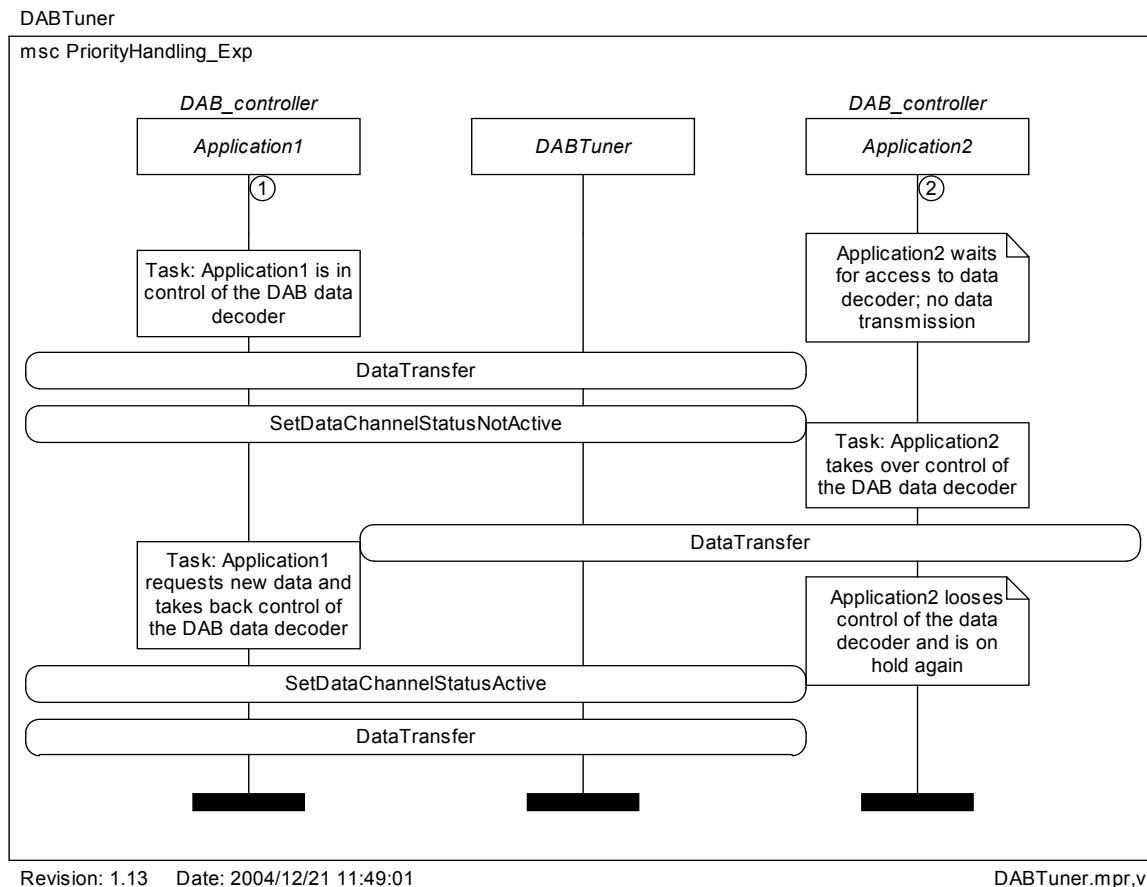 DABTuner
msc PriorityHandling_Exp
DAB_controller
DAB_controller
Application1
DABTuner
Application2
1
2
Task: Application1 is in
control of the DAB data
decoder
Application2 waits
for access to data
decoder; no data
transmission
DataTransfer
SetDataChannelStatusNotActive
Task: Application2
takes over control of
the DAB data decoder
DataTransfer
Task: Application1
requests new data and
takes back control of
the DAB data decoder
Application2 looses
control of the data
decoder and is on
hold again
SetDataChannelStatusActive
DataTransfer
Revision: 1.13 Date: 2004/12/21 11:49:01
DABTuner.mpr,v